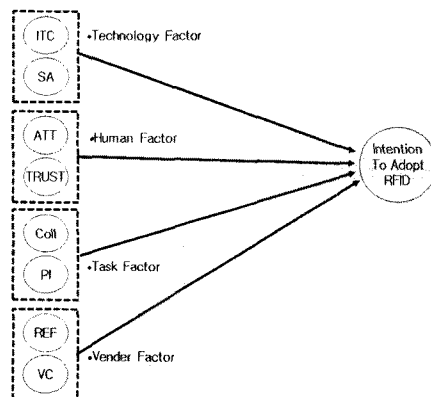 ITC
•Technology Factor
SA
ATT
•Human Factor
TRUST
Intention
To Adopt
RFID
Coll
PI
•Task Factor
REF
•Vender Factor
VC